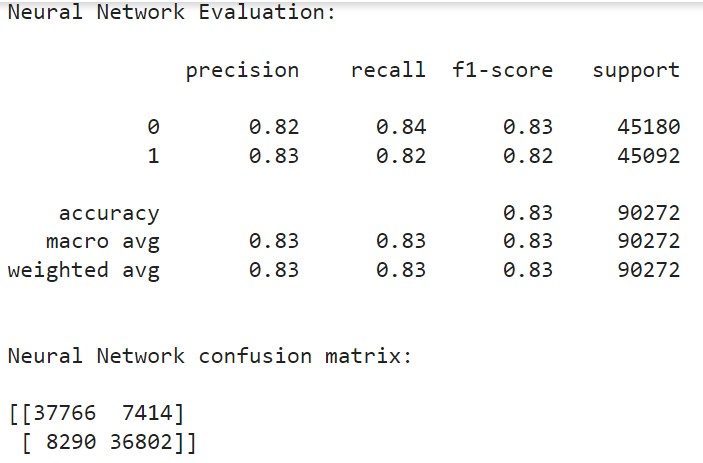 Neural Network Evaluation:
precision recall f1-score support
0 0.82 0.84 0.83 45180
1 0.83 0.82 0.82 45092
accuracy 0.83 90272
macro avg 0.83 0.83 0.83 90272
weighted avg 0.83 0.83 0.83 90272
Neural Network confusion matrix:
[[37766 7414]
[ 8290 36802]]